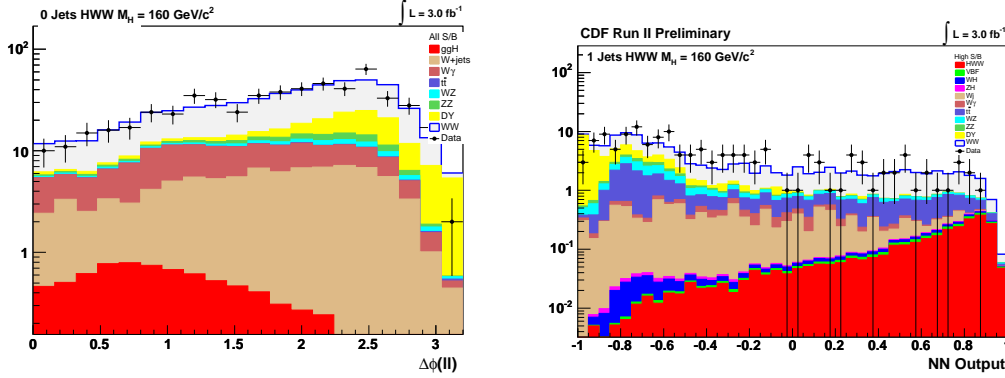 0 Jets HWW M_H = 160 GeV/c²
∫ L = 3.0 fb⁻¹
All S/B
ggH
W+jets
Wγ
tt̄
WZ
ZZ
DY
WW
Data
10²
10
1
0 0.5 1 1.5 2 2.5 3
Δϕ(ll)
CDF Run II Preliminary
∫ L = 3.0 fb⁻¹
1 Jets HWW M_H = 160 GeV/c²
High S/B
HWW
VBF
WH
ZH
Wj
Wγ
tt̄
WZ
ZZ
DY
WW
Data
10²
10
1
10⁻¹
10⁻²
-1 -0.8 -0.6 -0.4 -0.2 0 0.2 0.4 0.6 0.8 1
NN Output